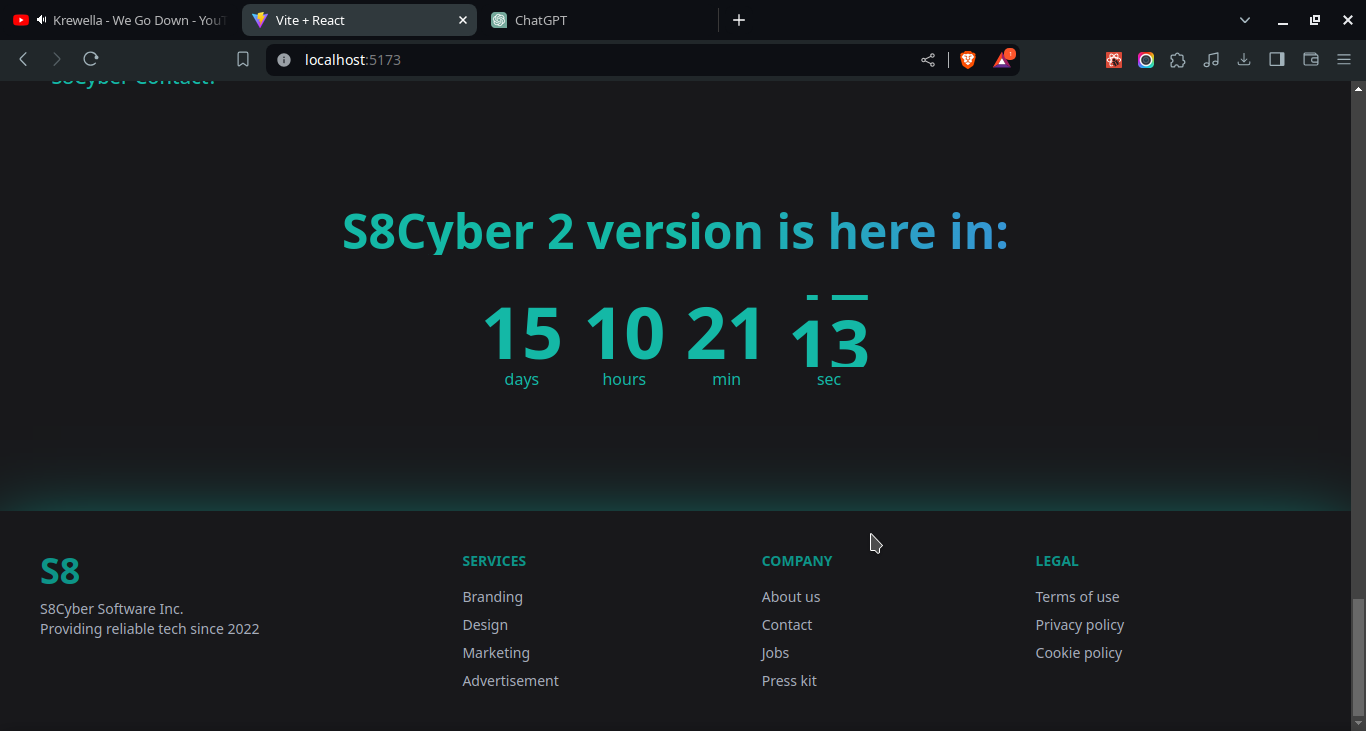 Krewella - We Go Down - YouT
Vite + React
ChatGPT
localhost:5173
S8Cyber Contact:
S8Cyber 2 version is here in:
15 10 21 13
days hours min sec
S8
S8Cyber Software Inc.
Providing reliable tech since 2022
SERVICES
Branding
Design
Marketing
Advertisement
COMPANY
About us
Contact
Jobs
Press kit
LEGAL
Terms of use
Privacy policy
Cookie policy